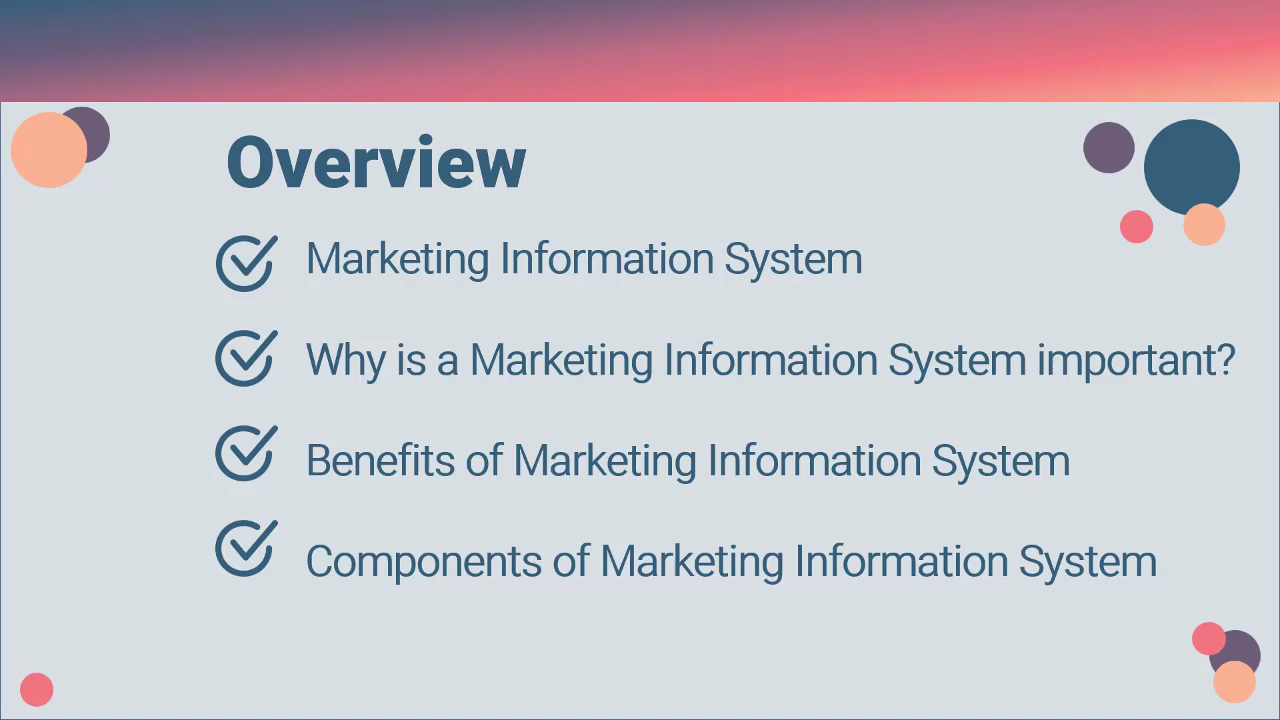 Overview
Marketing Information System
Why is a Marketing Information System important?
Benefits of Marketing Information System
Components of Marketing Information System